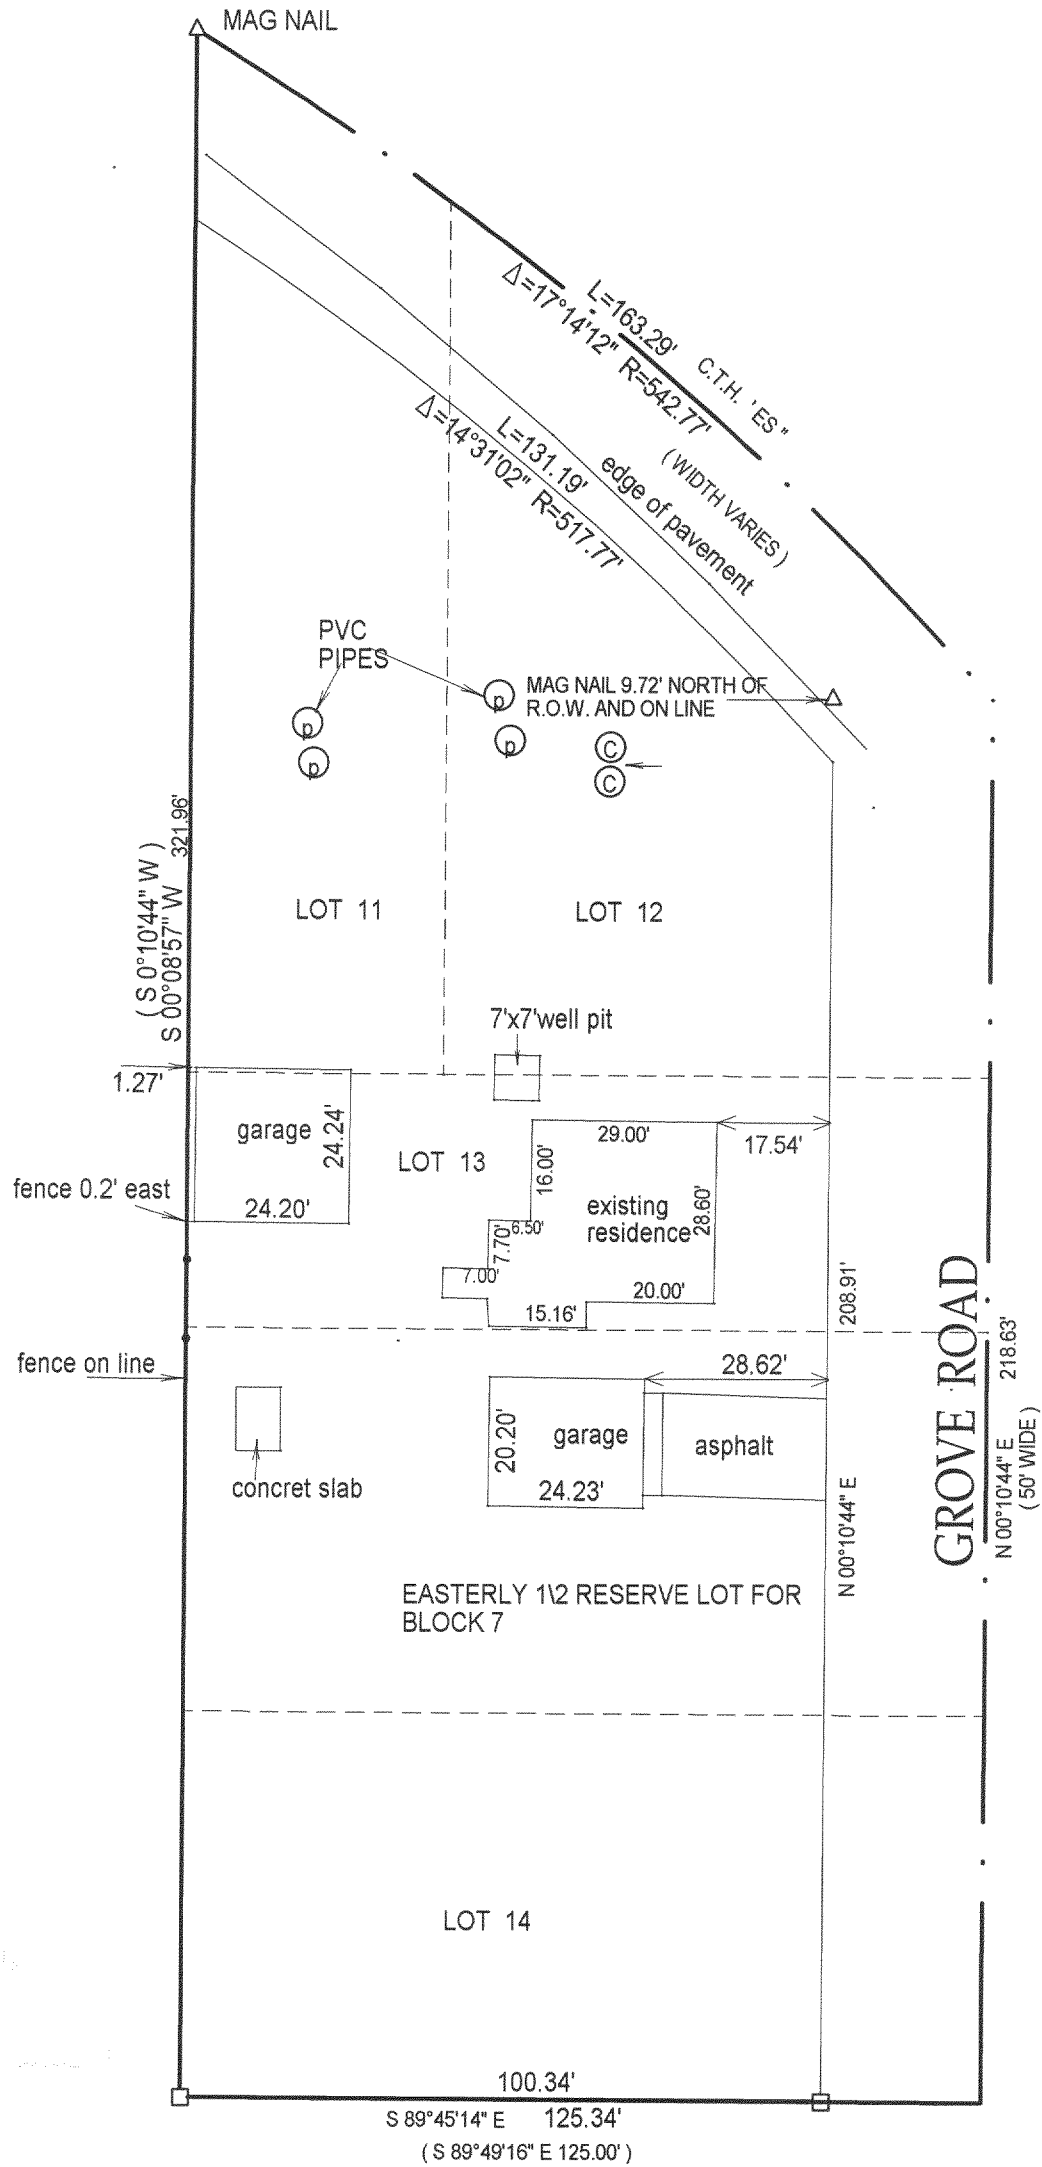 MAG NAIL
L=163.29'
Δ=17°14'12" R=542.77'
C.T.H. 'ES"
(WIDTH VARIES)
edge of pavement
L=131.19'
Δ=14°31'02" R=517.77'
PVC
PIPES
p
p
p
p
MAG NAIL 9.72' NORTH OF
R.O.W. AND ON LINE
C
C
(S 0°10'44" W)
S 00°08'57" W 321.96'
LOT 11
LOT 12
7'x7'well pit
1.27'
garage
24.24'
24.20'
LOT 13
29.00'
17.54'
16.00'
existing
residence
28.60'
6.50'
7.70'
7.00'
20.00'
15.16'
fence 0.2' east
208.91'
GROVE ROAD
218.63'
N 00°10'44" E
(50' WIDE)
fence on line
28.62'
20.20'
garage
24.23'
asphalt
concret slab
N 00°10'44" E
EASTERLY 1\2 RESERVE LOT FOR
BLOCK 7
LOT 14
100.34'
S 89°45'14" E 125.34'
( S 89°49'16" E 125.00' )